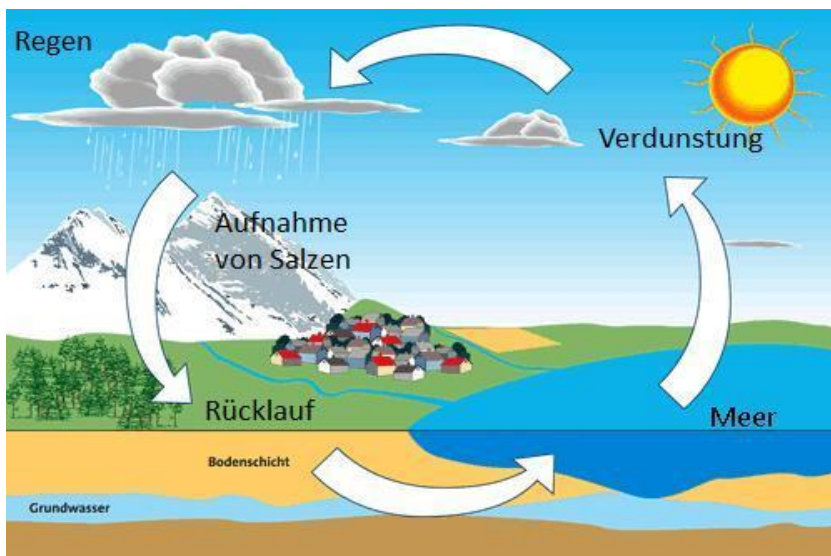 Regen
Verdunstung
Aufnahme
von Salzen
Rücklauf
Meer
Bodenschicht
Grundwasser